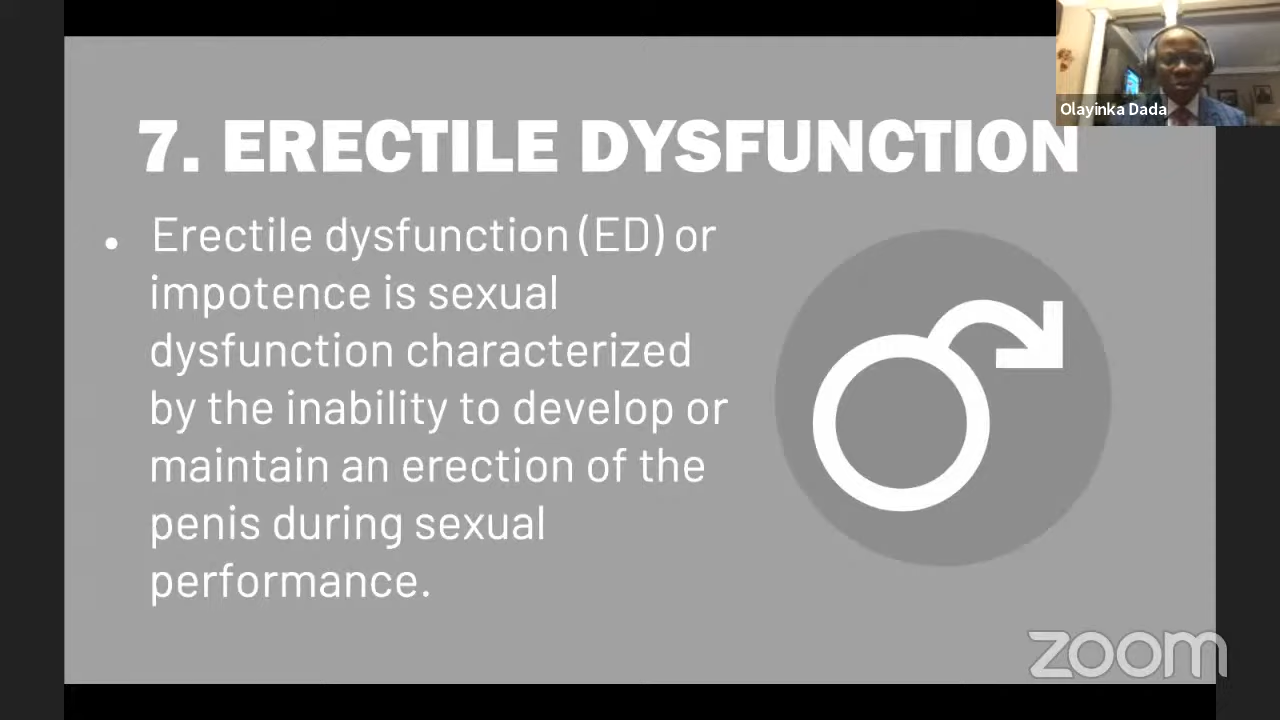 Olayinka Dada
7. ERECTILE DYSFUNCTION
• Erectile dysfunction (ED) or
impotence is sexual
dysfunction characterized
by the inability to develop or
maintain an erection of the
penis during sexual
performance.
zoom